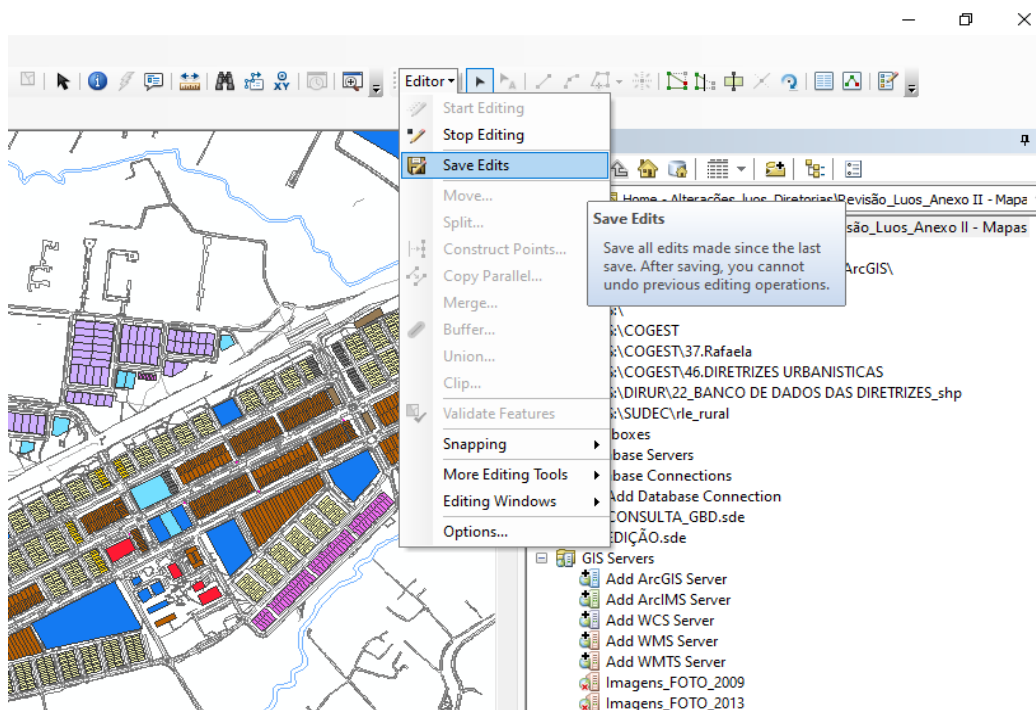 XY
Editor
Start Editing
Stop Editing
Save Edits
Move...
Split...
Construct Points...
Copy Parallel...
Merge...
Buffer...
Union...
Clip...
Validate Features
Snapping
More Editing Tools
Editing Windows
Options...
Save Edits
Save all edits made since the last
save. After saving, you cannot
undo previous editing operations.
Home - Alterações_luos_Diretorias\Revisão_Luos_Anexo II - Mapa
são_Luos_Anexo II - Mapas
ArcGIS\
:\
:\COGEST
:\COGEST\37.Rafaela
:\COGEST\46.DIRETRIZES URBANISTICAS
:\DIRUR\22_BANCO DE DADOS DAS DIRETRIZES_shp
:\SUDEC\rle_rural
boxes
base Servers
base Connections
Add Database Connection
CONSULTA_GBD.sde
EDIÇÃO.sde
GIS Servers
Add ArcGIS Server
Add ArcIMS Server
Add WCS Server
Add WMS Server
Add WMTS Server
Imagens_FOTO_2009
Imagens_FOTO_2013